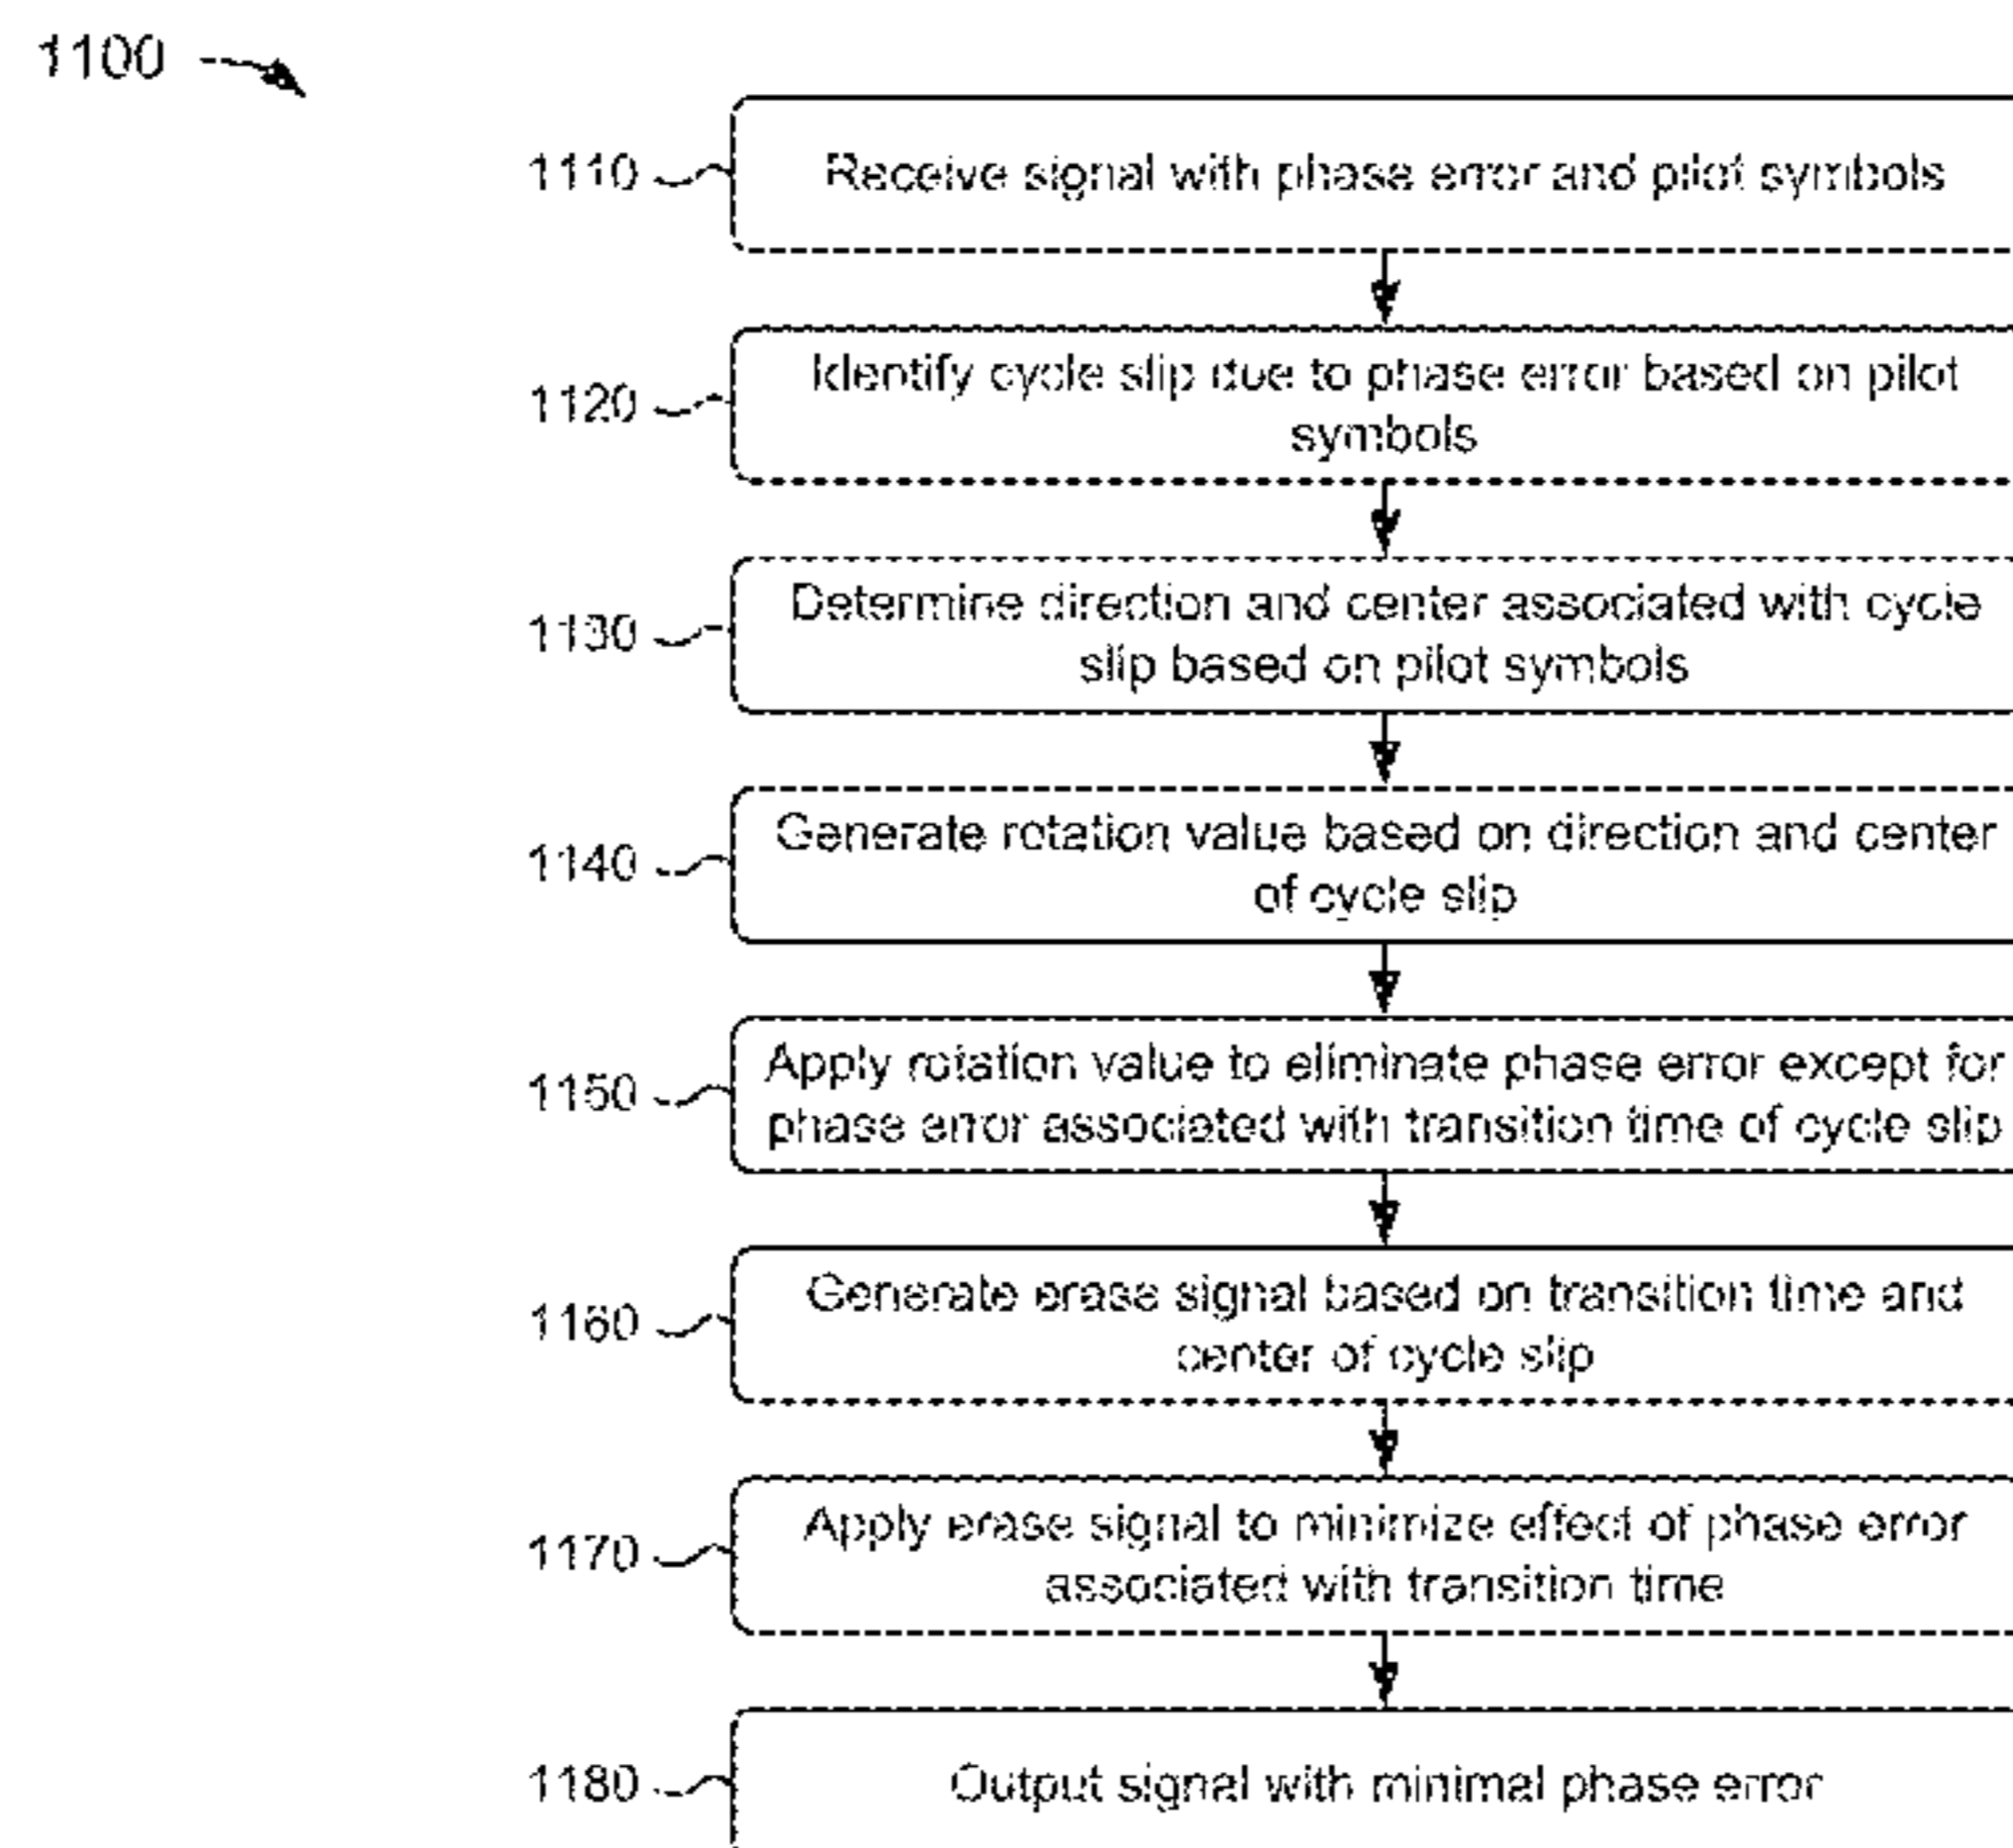 1100
1110
Receive signal with phase error and pilot symbols
1120
Identify cycle slip due to phase error based on pilot
symbols
1130
Determine direction and center associated with cycle
slip based on pilot symbols
1140
Generate rotation value based on direction and center
of cycle slip
1150
Apply rotation value to eliminate phase error except for
phase error associated with transition time of cycle slip
1160
Generate erase signal based on transition time and
center of cycle slip
1170
Apply erase signal to minimize effect of phase error
associated with transition time
1180
Output signal with minimal phase error